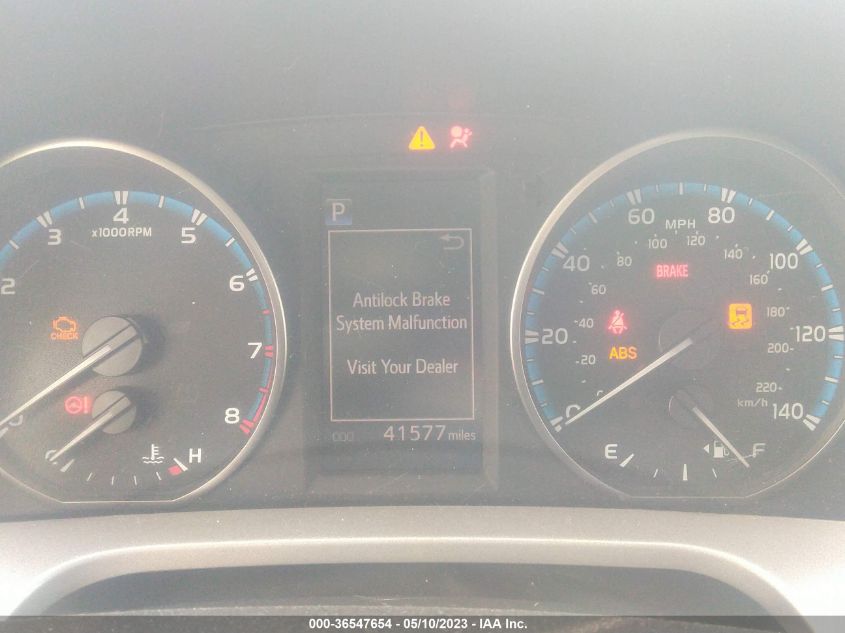 P
2
3
4
5
6
7
8
x1000RPM
CHECK
H
Antilock Brake
System Malfunction
Visit Your Dealer
000 41577 miles
0
20
40
60
80
100
120
140
MPH
20
40
60
80
100
120
140
160
180
200
220
km/h
BRAKE
ABS
E
F
000-36547654 - 05/10/2023 - IAA Inc.